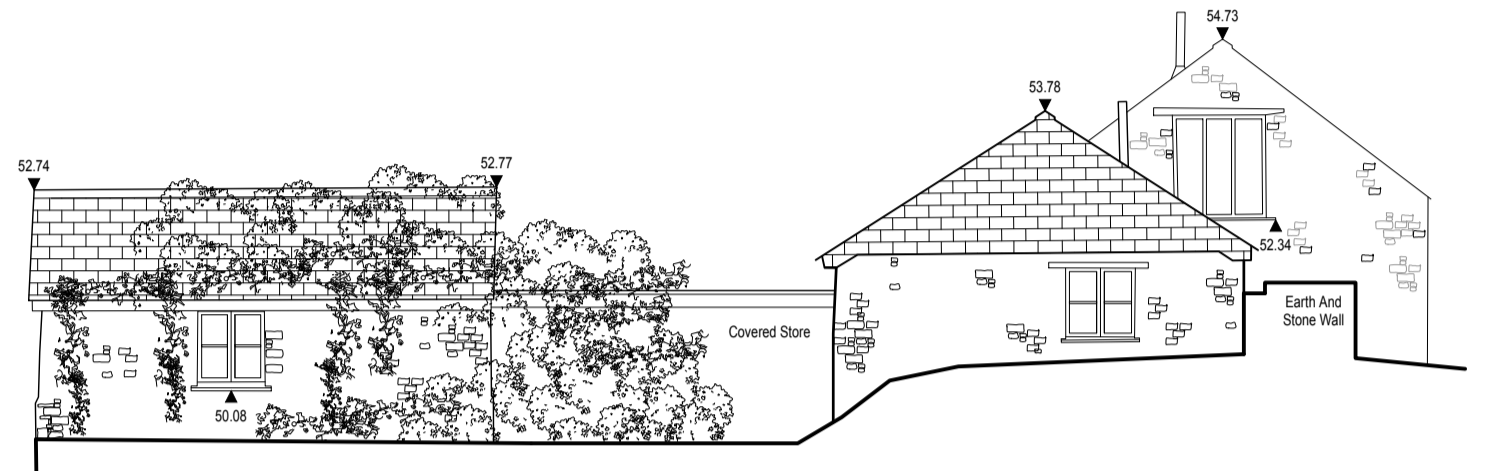 54.73
53.78
52.74
52.77
52.34
Earth And
Stone Wall
Covered Store
50.08